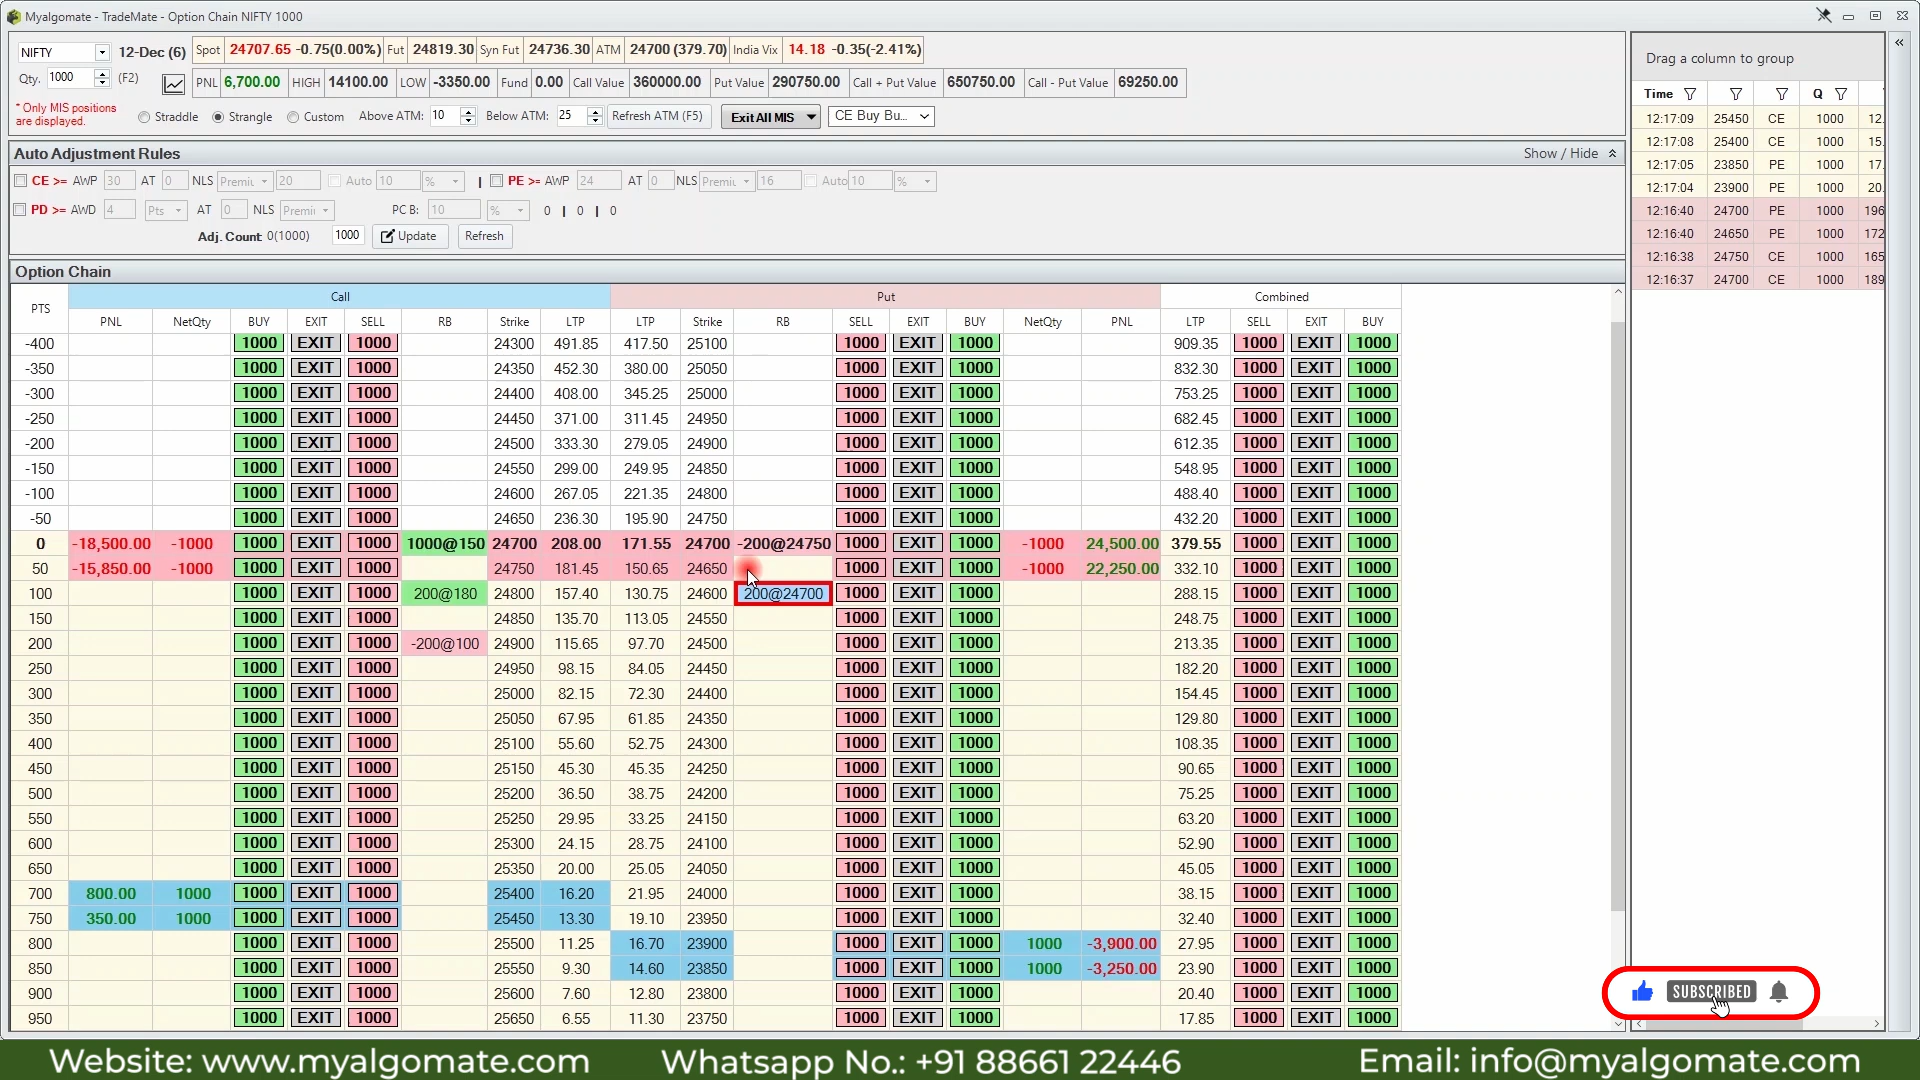 Myalgomate - TradeMate - Option Chain NIFTY 1000
NIFTY 12-Dec (6) Spot 24707.65 -0.75(0.00%) Fut 24819.30 Syn Fut 24736.30 ATM 24700 (379.70) India Vix 14.18 -0.35(-2.41%)
Qty. 1000 (F2) PNL 6,700.00 HIGH 14100.00 LOW -3350.00 Fund 0.00 Call Value 360000.00 Put Value 290750.00 Call + Put Value 650750.00 Call - Put Value 69250.00
* Only MIS positions
are displayed.
Straddle Strangle Custom Above ATM: 10 Below ATM: 25 Refresh ATM (F5) Exit All MIS CE Buy Bu...
Auto Adjustment Rules Show / Hide
CE >= AWP 30 AT 0 NLS Premiu 20 Auto 10 % | PE >= AWP 24 AT 0 NLS Premiu 16 Auto 10 %
PD >= AWD 4 Pts AT 0 NLS Premi PC B: 10 % 0 | 0 | 0
Adj. Count 0(1000) 1000 Update Refresh
Option Chain
PTS Call Put Combined
PNL NetQty BUY EXIT SELL RB Strike LTP LTP Strike RB SELL EXIT BUY NetQty PNL LTP SELL EXIT BUY
-400 1000 EXIT 1000 24300 491.85 417.50 25100 1000 EXIT 1000 909.35 1000 EXIT 1000
-350 1000 EXIT 1000 24350 452.30 380.00 25050 1000 EXIT 1000 832.30 1000 EXIT 1000
-300 1000 EXIT 1000 24400 408.00 345.25 25000 1000 EXIT 1000 753.25 1000 EXIT 1000
-250 1000 EXIT 1000 24450 371.00 311.45 24950 1000 EXIT 1000 682.45 1000 EXIT 1000
-200 1000 EXIT 1000 24500 333.30 279.05 24900 1000 EXIT 1000 612.35 1000 EXIT 1000
-150 1000 EXIT 1000 24550 299.00 249.95 24850 1000 EXIT 1000 548.95 1000 EXIT 1000
-100 1000 EXIT 1000 24600 267.05 221.35 24800 1000 EXIT 1000 488.40 1000 EXIT 1000
-50 1000 EXIT 1000 24650 236.30 195.90 24750 1000 EXIT 1000 432.20 1000 EXIT 1000
0 -18,500.00 -1000 1000 EXIT 1000 1000@150 24700 208.00 171.55 24700 -200@24750 1000 EXIT 1000 -1000 24,500.00 379.55 1000 EXIT 1000
50 -15,850.00 -1000 1000 EXIT 1000 24750 181.45 150.65 24650 1000 EXIT 1000 -1000 22,250.00 332.10 1000 EXIT 1000
100 1000 EXIT 1000 200@180 24800 157.40 130.75 24600 200@24700 1000 EXIT 1000 288.15 1000 EXIT 1000
150 1000 EXIT 1000 24850 135.70 113.05 24550 1000 EXIT 1000 248.75 1000 EXIT 1000
200 1000 EXIT 1000 -200@100 24900 115.65 97.70 24500 1000 EXIT 1000 213.35 1000 EXIT 1000
250 1000 EXIT 1000 24950 98.15 84.05 24450 1000 EXIT 1000 182.20 1000 EXIT 1000
300 1000 EXIT 1000 25000 82.15 72.30 24400 1000 EXIT 1000 154.45 1000 EXIT 1000
350 1000 EXIT 1000 25050 67.95 61.85 24350 1000 EXIT 1000 129.80 1000 EXIT 1000
400 1000 EXIT 1000 25100 55.60 52.75 24300 1000 EXIT 1000 108.35 1000 EXIT 1000
450 1000 EXIT 1000 25150 45.30 45.35 24250 1000 EXIT 1000 90.65 1000 EXIT 1000
500 1000 EXIT 1000 25200 36.50 38.75 24200 1000 EXIT 1000 75.25 1000 EXIT 1000
550 1000 EXIT 1000 25250 29.95 33.25 24150 1000 EXIT 1000 63.20 1000 EXIT 1000
600 1000 EXIT 1000 25300 24.15 28.75 24100 1000 EXIT 1000 52.90 1000 EXIT 1000
650 1000 EXIT 1000 25350 20.00 25.05 24050 1000 EXIT 1000 45.05 1000 EXIT 1000
700 800.00 1000 1000 EXIT 1000 25400 16.20 21.95 24000 1000 EXIT 1000 38.15 1000 EXIT 1000
750 350.00 1000 1000 EXIT 1000 25450 13.30 19.10 23950 1000 EXIT 1000 32.40 1000 EXIT 1000
800 1000 EXIT 1000 25500 11.25 16.70 23900 1000 EXIT 1000 1000 -3,900.00 27.95 1000 EXIT 1000
850 1000 EXIT 1000 25550 9.30 14.60 23850 1000 EXIT 1000 1000 -3,250.00 23.90 1000 EXIT 1000
900 1000 EXIT 1000 25600 7.60 12.80 23800 1000 EXIT 1000 20.40 1000 EXIT 1000
950 1000 EXIT 1000 25650 6.55 11.30 23750 1000 EXIT 1000 17.85 1000 EXIT 1000
Drag a column to group
Time Q
12:17:09 25450 CE 1000 12.
12:17:08 25400 CE 1000 15.
12:17:05 23850 PE 1000 17.
12:17:04 23900 PE 1000 20.
12:16:40 24700 PE 1000 196
12:16:40 24650 PE 1000 172
12:16:38 24750 CE 1000 165
12:16:37 24700 CE 1000 189
SUBSCRIBED
Website: www.myalgomate.com Whatsapp No.: +91 88661 22446 Email: info@myalgomate.com